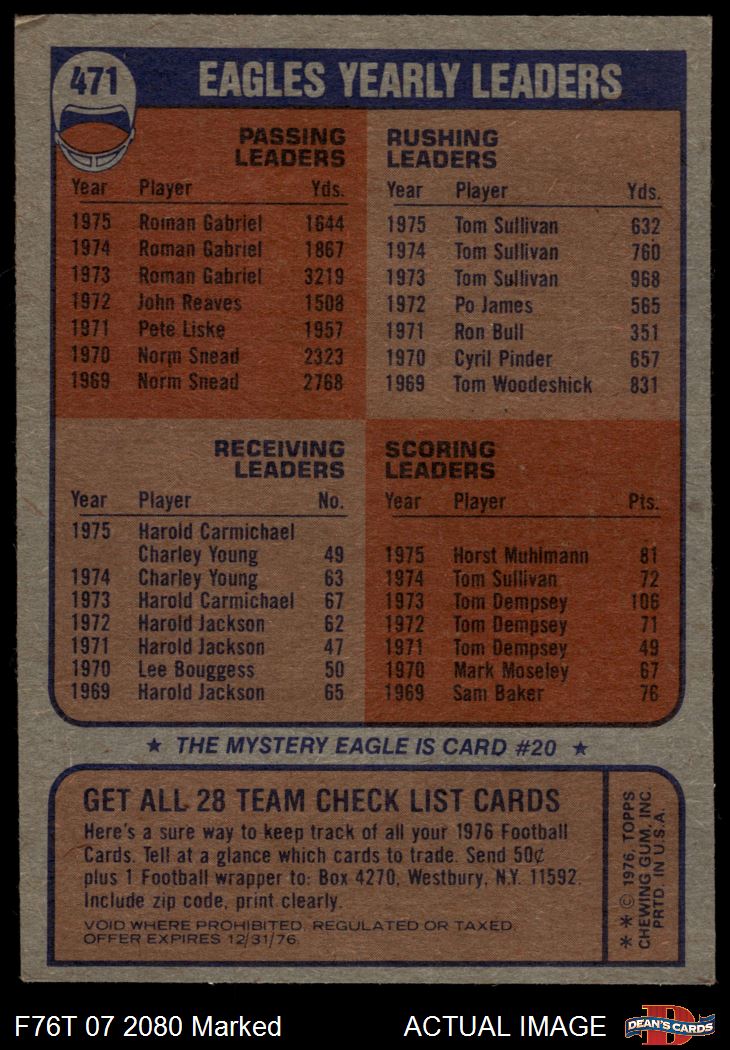 471
EAGLES YEARLY LEADERS
PASSING
LEADERS
Year Player Yds.
1975 Roman Gabriel 1644
1974 Roman Gabriel 1867
1973 Roman Gabriel 3219
1972 John Reaves 1508
1971 Pete Liske 1957
1970 Norm Snead 2323
1969 Norm Snead 2768
RUSHING
LEADERS
Year Player Yds.
1975 Tom Sullivan 632
1974 Tom Sullivan 760
1973 Tom Sullivan 968
1972 Po James 565
1971 Ron Bull 351
1970 Cyril Pinder 657
1969 Tom Woodeshick 831
RECEIVING
LEADERS
Year Player No.
1975 Harold Carmichael
Charley Young 49
1974 Charley Young 63
1973 Harold Carmichael 67
1972 Harold Jackson 62
1971 Harold Jackson 47
1970 Lee Bouggess 50
1969 Harold Jackson 65
SCORING
LEADERS
Year Player Pts.
1975 Horst Muhlmann 81
1974 Tom Sullivan 72
1973 Tom Dempsey 106
1972 Tom Dempsey 71
1971 Tom Dempsey 49
1970 Mark Moseley 67
1969 Sam Baker 76
★ THE MYSTERY EAGLE IS CARD #20 ★
GET ALL 28 TEAM CHECK LIST CARDS
Here's a sure way to keep track of all your 1976 Football
Cards. Tell at a glance which cards to trade. Send 50¢
plus 1 Football wrapper to: Box 4270, Westbury, N.Y. 11592.
Include zip code, print clearly.
VOID WHERE PROHIBITED, REGULATED OR TAXED.
OFFER EXPIRES 12/31/76.
** © 1976, TOPPS
CHEWING GUM, INC.
PRTD. IN U.S.A.
F76T 07 2080 Marked
ACTUAL IMAGE
D
DEAN'S CARDS